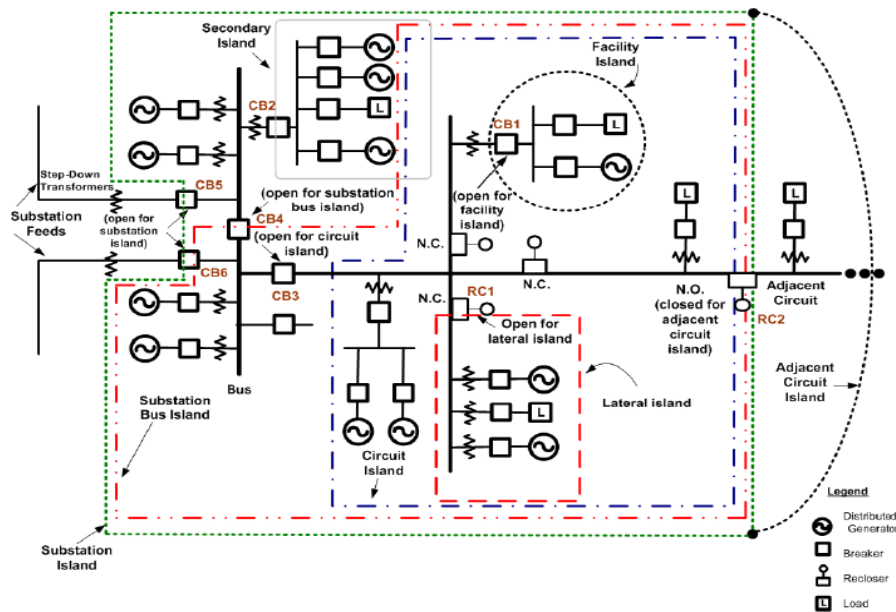 Secondary
Island
Facility
Island
CB2
L
CB1
L
Step-Down
Transformers
CB5
(open for substation
bus island)
(open for
facility
island)
L
L
Substation
Feeds
(open for
substation
island)
CB4
(open for circuit
island)
N.C.
CB6
CB3
N.C.
N.C.
RC1
N.O.
(closed for
adjacent
circuit
island)
Adjacent
Circuit
RC2
Open for
lateral island
Adjacent
Circuit
Island
Bus
Substation
Bus Island
L
Lateral island
Circuit
Island
Substation
Island
Legend
Distributed
Generator
Breaker
Recloser
L
Load